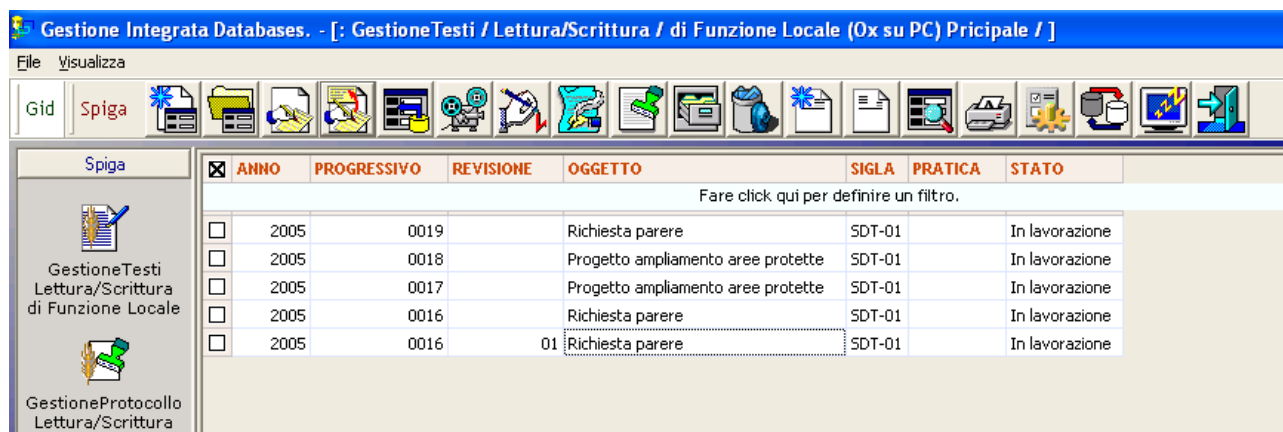 Gestione Integrata Databases. - [: GestioneTesti / Lettura/Scrittura / di Funzione Locale (Ox su PC) Pricipale / ]
File Visualizza
Gid Spiga
Spiga
GestioneTesti
Lettura/Scrittura
di Funzione Locale
GestioneProtocollo
Lettura/Scrittura
ANNO PROGRESSIVO REVISIONE OGGETTO SIGLA PRATICA STATO
Fare click qui per definire un filtro.
2005 0019 Richiesta parere SDT-01 In lavorazione
2005 0018 Progetto ampliamento aree protette SDT-01 In lavorazione
2005 0017 Progetto ampliamento aree protette SDT-01 In lavorazione
2005 0016 Richiesta parere SDT-01 In lavorazione
2005 0016 01 Richiesta parere SDT-01 In lavorazione